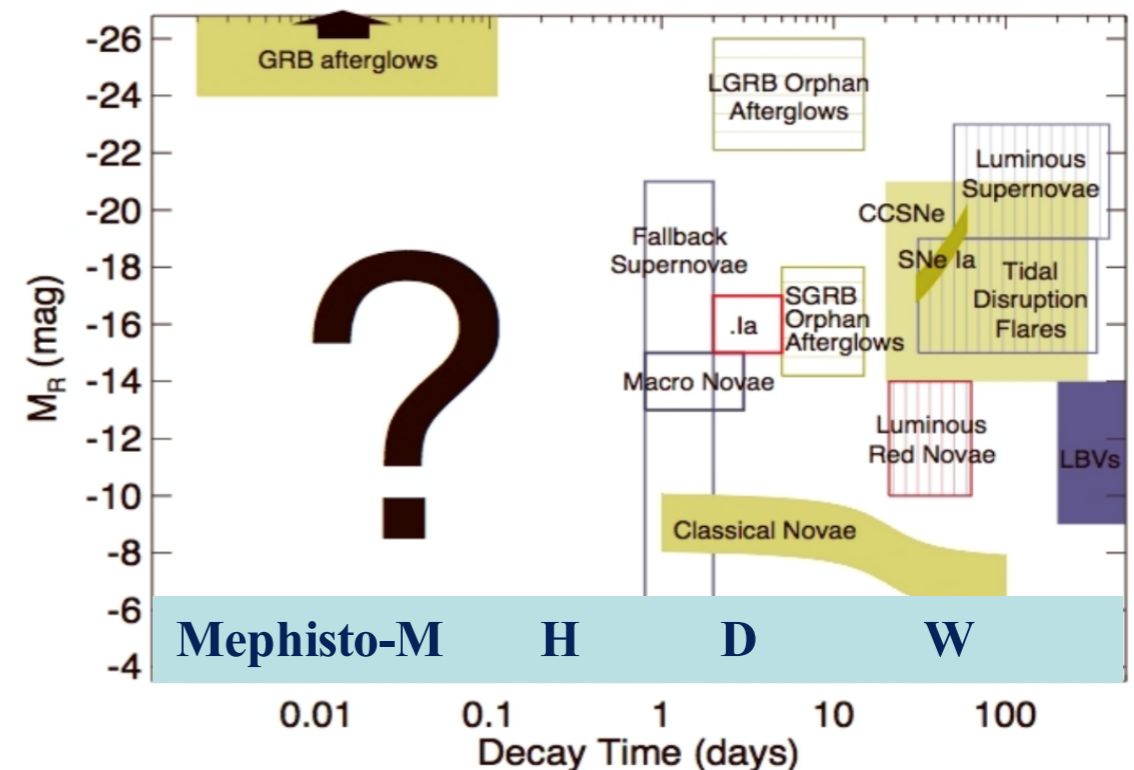 M_R (mag)
-26
-24
-22
-20
-18
-16
-14
-12
-10
-8
-6
-4
GRB afterglows
LGRB Orphan
Afterglows
Luminous
Supernovae
CCSNe
Fallback
Supernovae
SNe Ia
Tidal
Disruption
Flares
SGRB
Orphan
Afterglows
.Ia
?
Macro Novae
Luminous
Red Novae
LBVs
Classical Novae
Mephisto-M H D W
0.01 0.1 1 10 100
Decay Time (days)